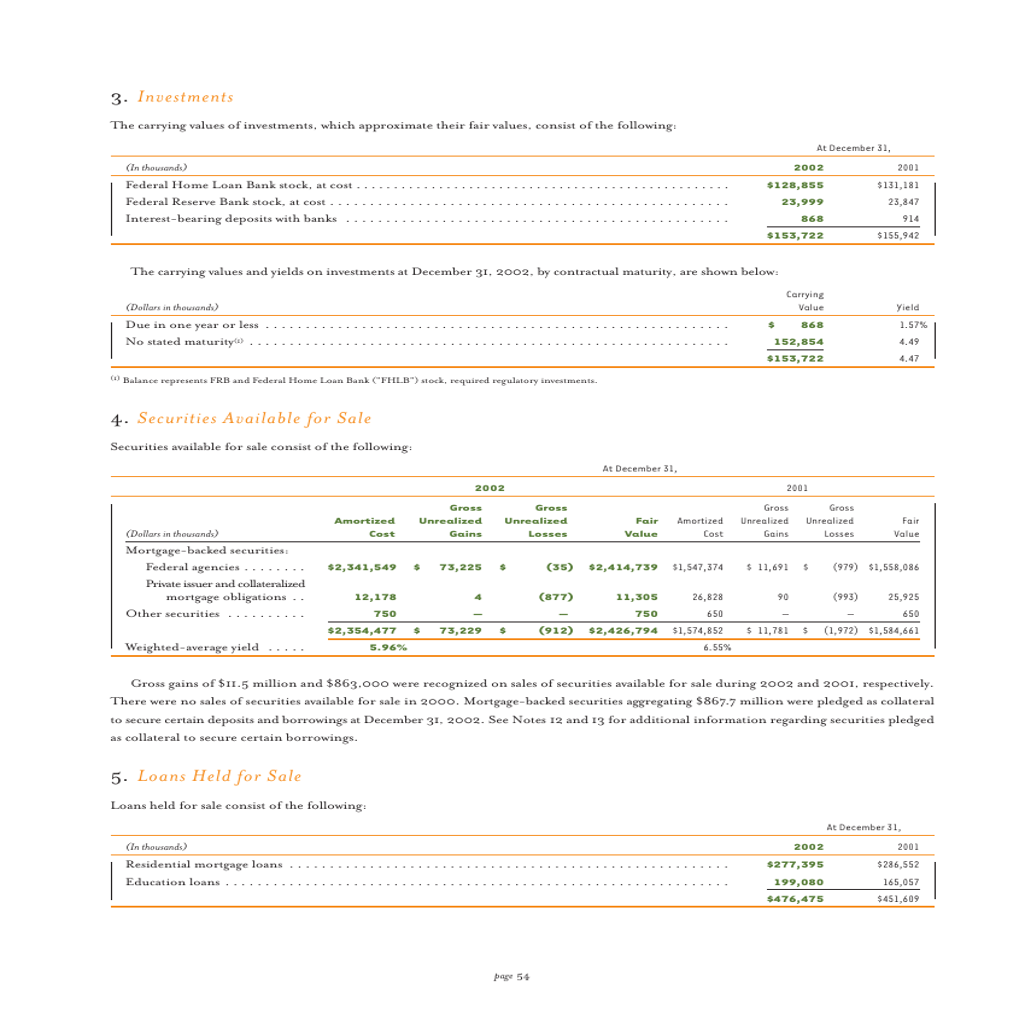 3. Investments
The carrying values of investments, which approximate their fair values, consist of the following:
At December 31,
(In thousands) 2002 2001
Federal Home Loan Bank stock, at cost $128,855 $131,181
Federal Reserve Bank stock, at cost 23,999 23,847
Interest-bearing deposits with banks 868 914
$153,722 $155,942
The carrying values and yields on investments at December 31, 2002, by contractual maturity, are shown below:
Carrying
(Dollars in thousands) Value Yield
Due in one year or less $ 868 1.57%
No stated maturity(1) 152,854 4.49
$153,722 4.47
(1) Balance represents FRB and Federal Home Loan Bank ("FHLB") stock, required regulatory investments.
4. Securities Available for Sale
Securities available for sale consist of the following:
At December 31,
2002 2001
Gross Gross Gross Gross
Amortized Unrealized Unrealized Fair Amortized Unrealized Unrealized Fair
(Dollars in thousands) Cost Gains Losses Value Cost Gains Losses Value
Mortgage-backed securities:
Federal agencies $2,341,549 $ 73,225 $ (35) $2,414,739 $1,547,374 $ 11,691 $ (979) $1,558,086
Private issuer and collateralized
mortgage obligations 12,178 4 (877) 11,305 26,828 90 (993) 25,925
Other securities 750 — — 750 650 — — 650
$2,354,477 $ 73,229 $ (912) $2,426,794 $1,574,852 $ 11,781 $ (1,972) $1,584,661
Weighted-average yield 5.96% 6.55%
Gross gains of $11.5 million and $863,000 were recognized on sales of securities available for sale during 2002 and 2001, respectively.
There were no sales of securities available for sale in 2000. Mortgage-backed securities aggregating $867.7 million were pledged as collateral
to secure certain deposits and borrowings at December 31, 2002. See Notes 12 and 13 for additional information regarding securities pledged
as collateral to secure certain borrowings.
5. Loans Held for Sale
Loans held for sale consist of the following:
At December 31,
(In thousands) 2002 2001
Residential mortgage loans $277,395 $286,552
Education loans 199,080 165,057
$476,475 $451,609
page 54